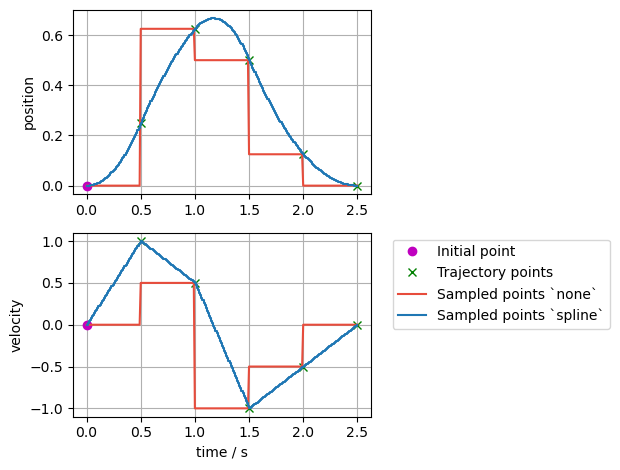 position
0.6
0.4
0.2
0.0
0.0 0.5 1.0 1.5 2.0 2.5
velocity
1.0
0.5
0.0
−0.5
−1.0
0.0 0.5 1.0 1.5 2.0 2.5
time / s
Initial point
Trajectory points
Sampled points `none`
Sampled points `spline`